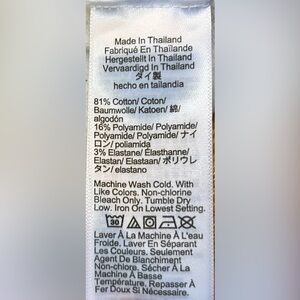 Made In Thailand
Fabriqué En Thaïlande
Hergestellt in Thailand
Vervaardigd In Thailand
タイ製
hecho en tailandia
81% Cotton/ Coton/
Baumwolle/ Katoen/ 綿/
algodón
16% Polyamide/ Polyamide/
Polyamide/ Polyamide/ ナイ
ロン/ poliamida
3% Elastane/ Élasthanne/
Elastan/ Elastaan/ ポリウレ
タン/ elastano
Machine Wash Cold. With
Like Colors. Non-chlorine
Bleach Only. Tumble Dry
Low. Iron On Lowest Setting.
30
Laver À La Machine À L'eau
Froide. Laver En Séparant
Les Couleurs. Seulement
Agent De Blanchiment
Non-chlore. Sécher À La
Machine À Basse
Température, Repasser À
Fer Doux Si Nécessaire.